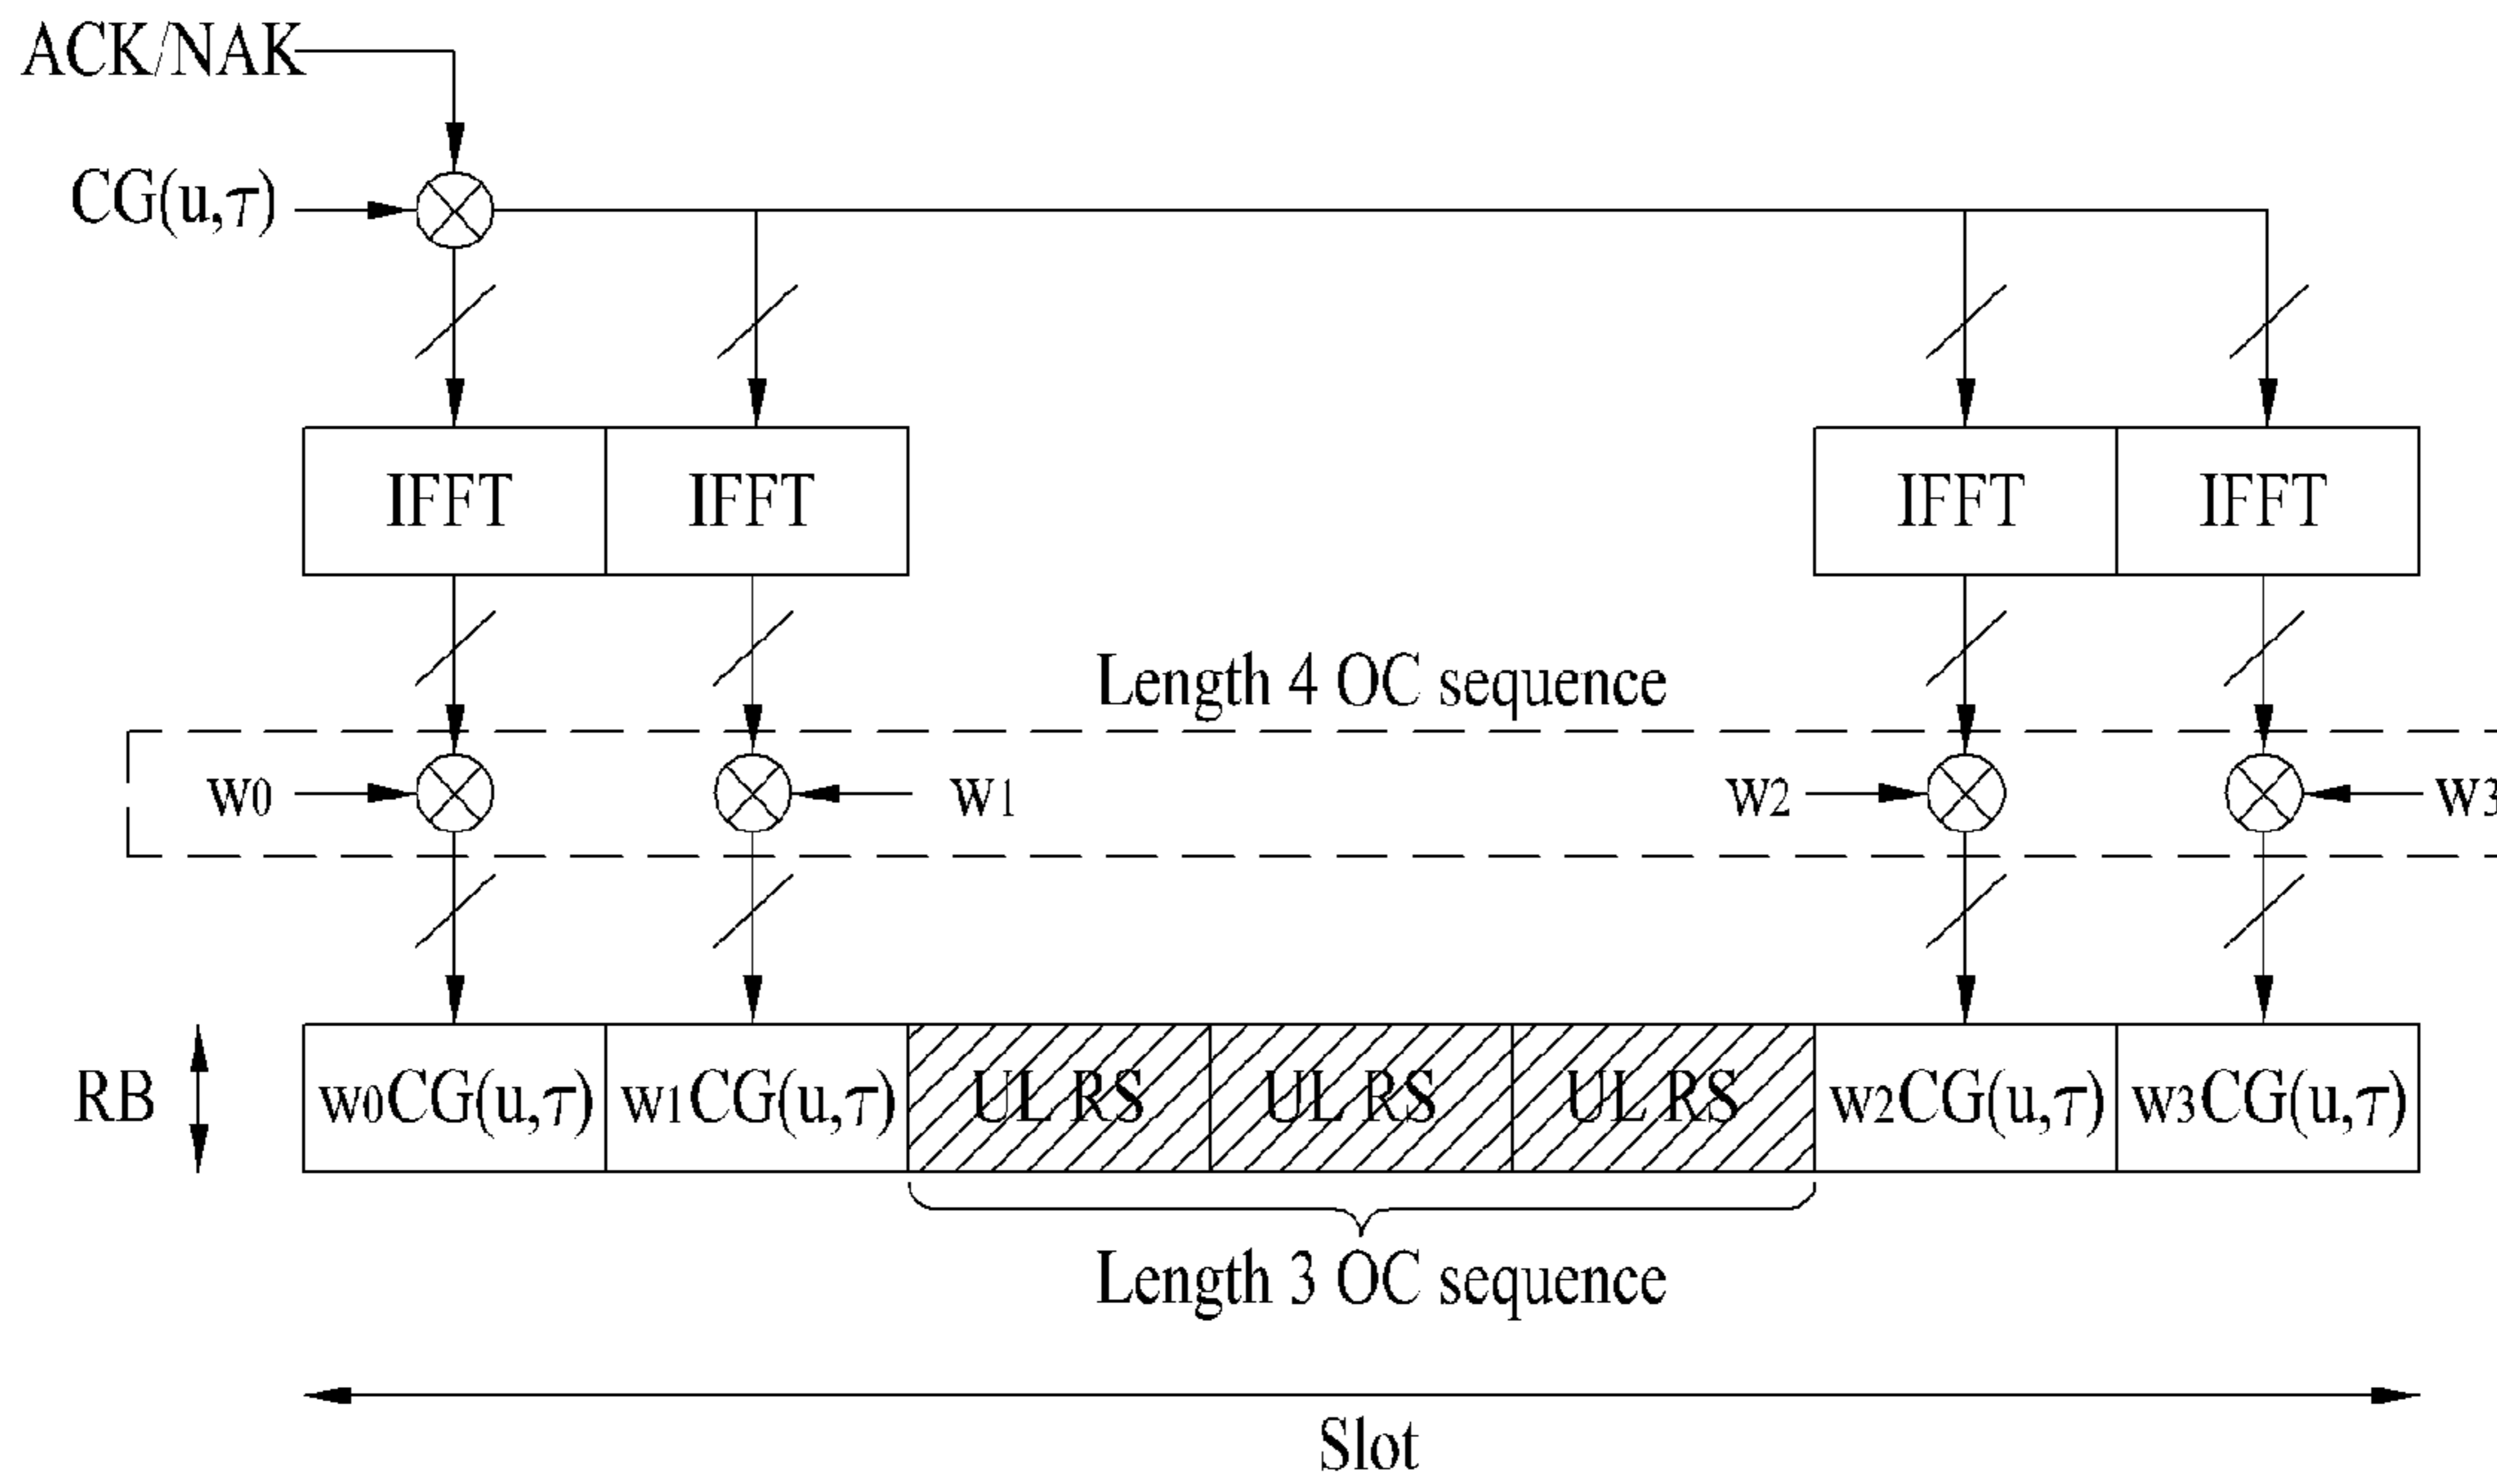 ACK/NAK
CG(u,τ)
IFFT IFFT IFFT IFFT
Length 4 OC sequence
w0 w1 w2 w3
RB w0CG(u,τ) w1CG(u,τ) UL RS UL RS UL RS w2CG(u,τ) w3CG(u,τ)
Length 3 OC sequence
Slot